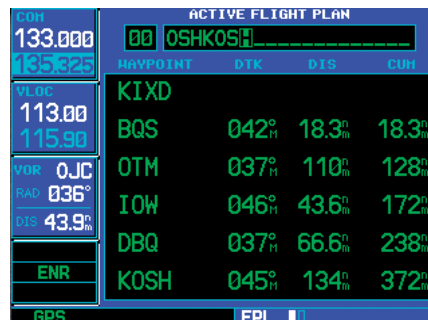 COM
133.000
135.325
VLOC
113.00
115.90
VOR OJC
RAD 036°
DIS 43.9nm
ENR
GPS
ACTIVE FLIGHT PLAN
00 OSHKOSH_____________
WAYPOINT DTK DIS CUM
KIXD
BQS 042°M 18.3nm 18.3nm
OTM 037°M 110nm 128nm
IOW 046°M 43.6nm 172nm
DBQ 037°M 66.6nm 238nm
KOSH 045°M 134nm 372nm
FPL